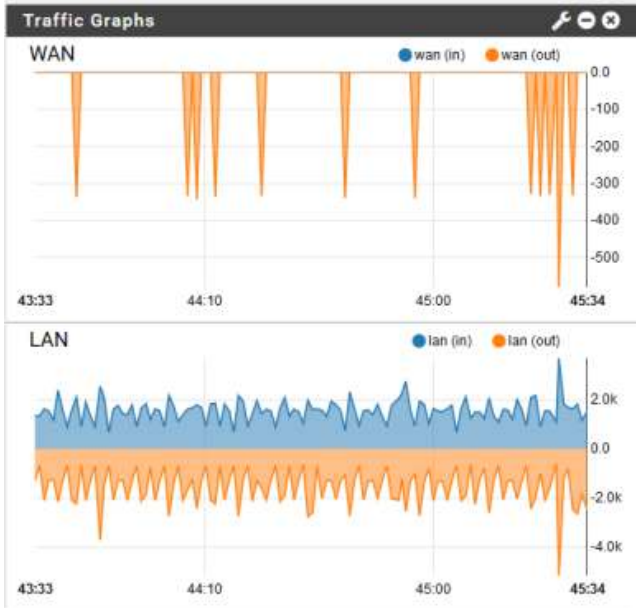 Traffic Graphs
WAN
wan (in) wan (out)
0.0
-100
-200
-300
-400
-500
43:33 44:10 45:00 45:34
LAN
lan (in) lan (out)
2.0k
0.0
-2.0k
-4.0k
43:33 44:10 45:00 45:34